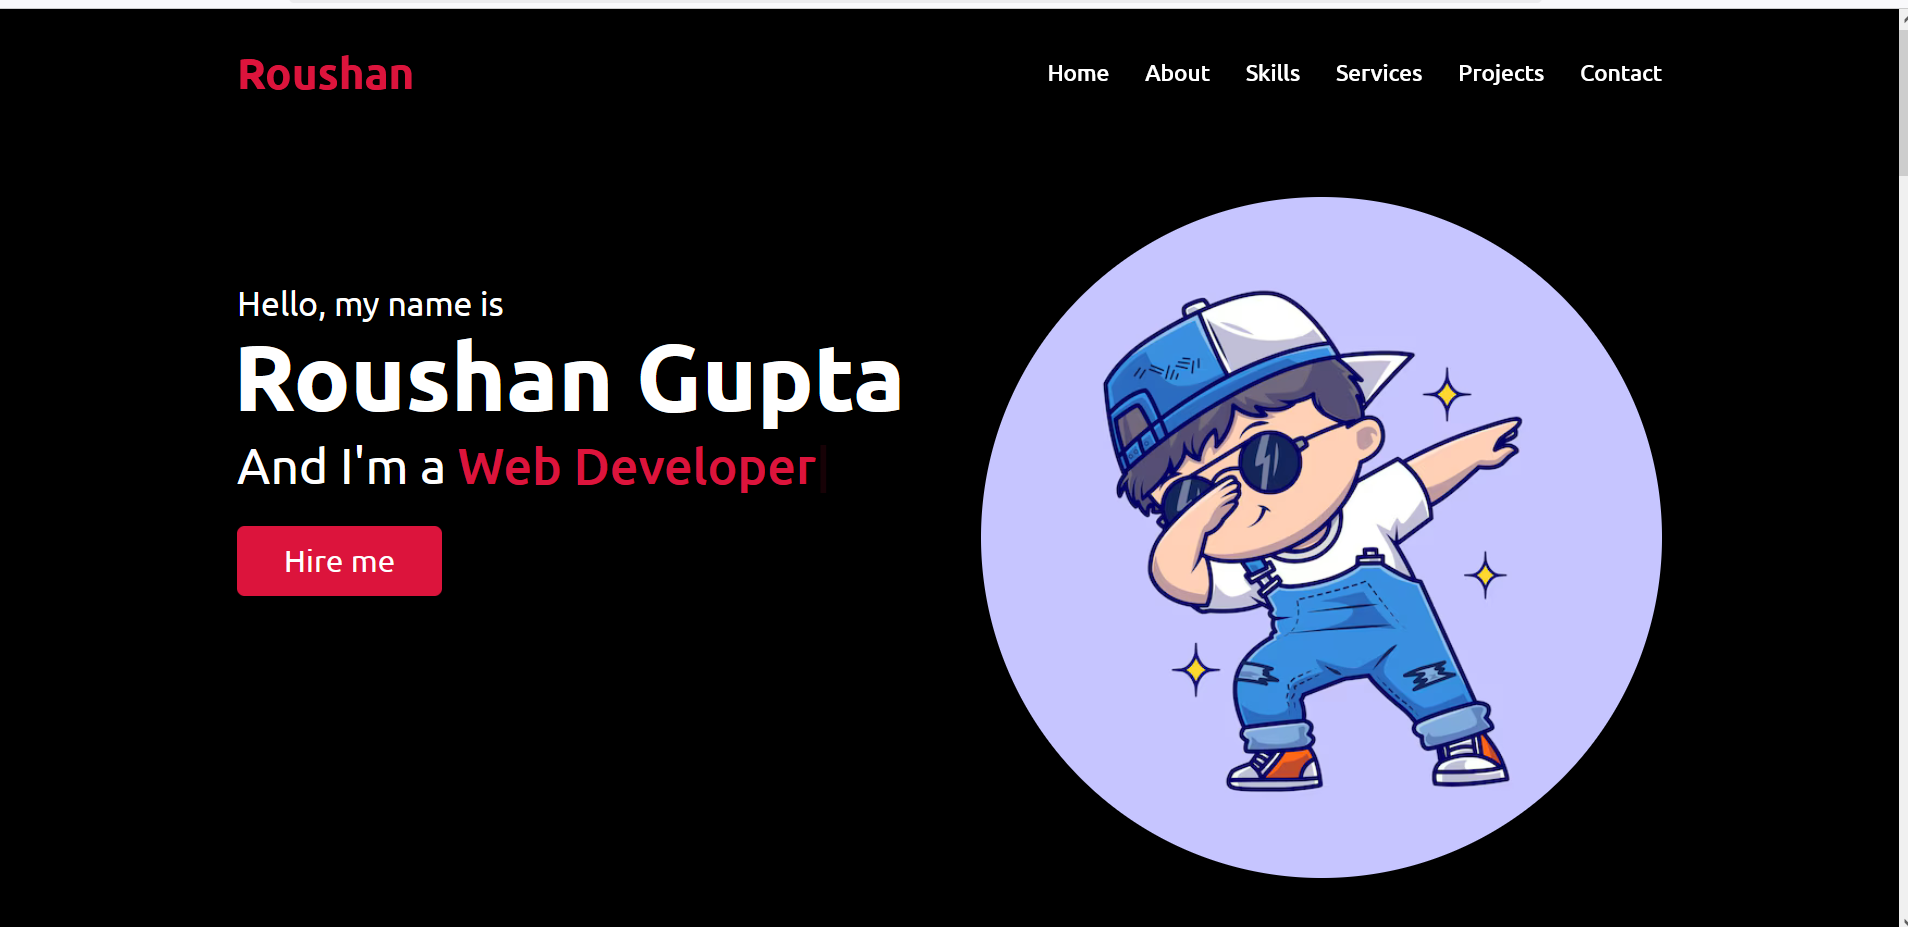 Roushan
Home About Skills Services Projects Contact
Hello, my name is
Roushan Gupta
And I'm a Web Developer
Hire me